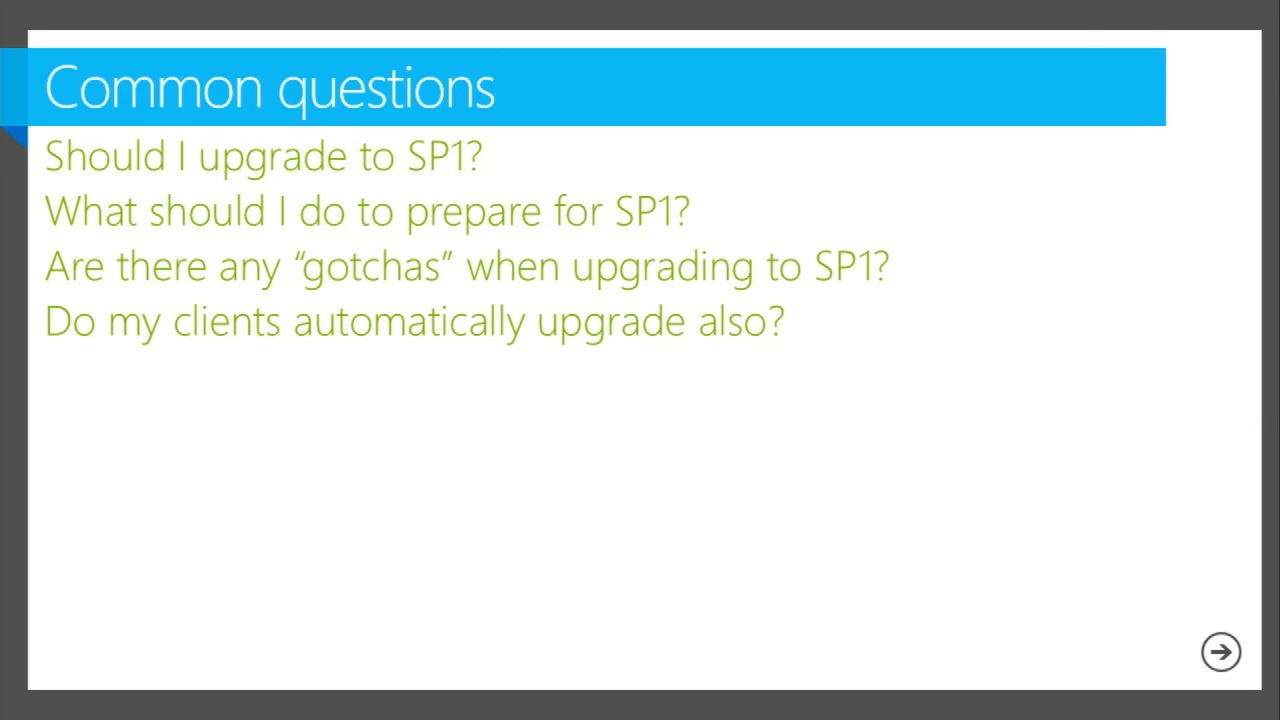 Common questions
Should I upgrade to SP1?
What should I do to prepare for SP1?
Are there any “gotchas” when upgrading to SP1?
Do my clients automatically upgrade also?